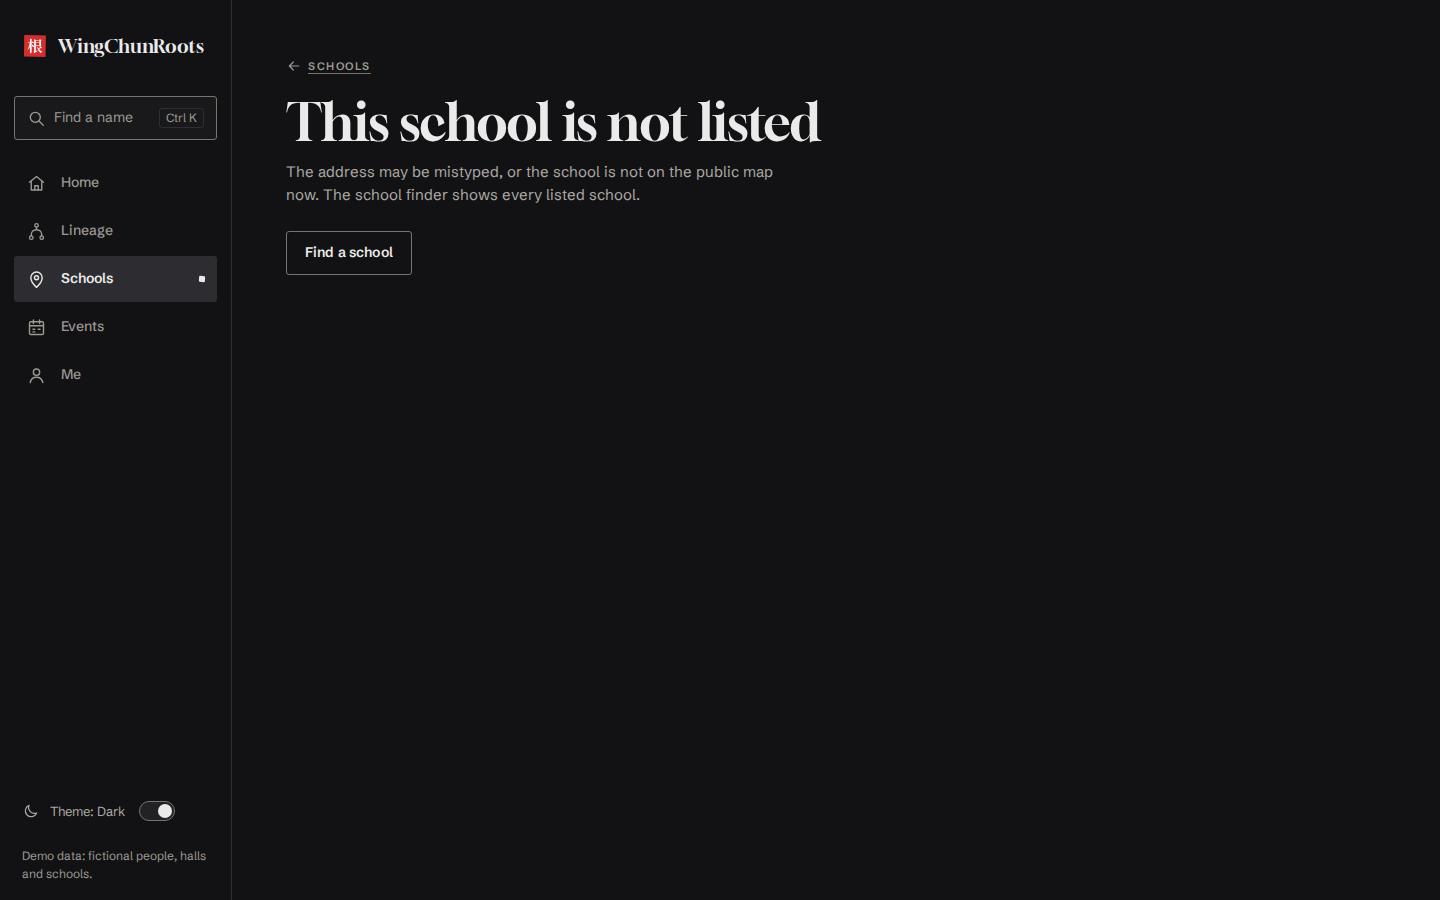 根 WingChunRoots
Find a name Ctrl K
Home
Lineage
Schools
Events
Me
Theme: Dark
Demo data: fictional people, halls
and schools.
SCHOOLS
This school is not listed
The address may be mistyped, or the school is not on the public map
now. The school finder shows every listed school.
Find a school